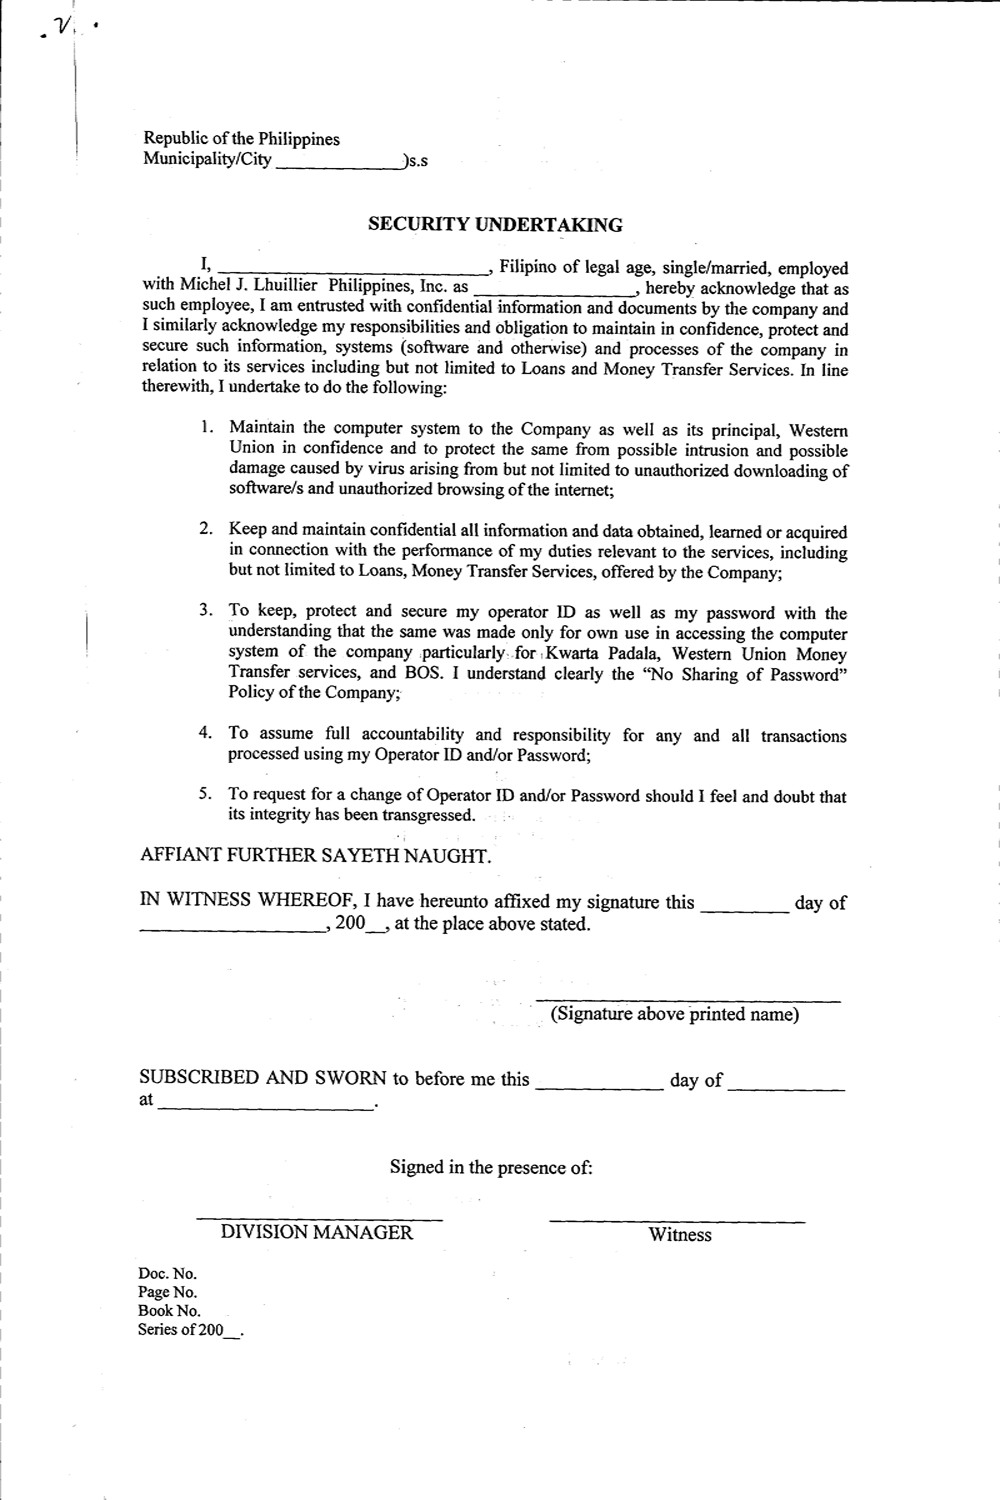 Republic of the Philippines
Municipality/City ______________)s.s
SECURITY UNDERTAKING
I, ______________________________, Filipino of legal age, single/married, employed
with Michel J. Lhuillier Philippines, Inc. as __________________, hereby acknowledge that as
such employee, I am entrusted with confidential information and documents by the company and
I similarly acknowledge my responsibilities and obligation to maintain in confidence, protect and
secure such information, systems (software and otherwise) and processes of the company in
relation to its services including but not limited to Loans and Money Transfer Services. In line
therewith, I undertake to do the following:
1. Maintain the computer system to the Company as well as its principal, Western
Union in confidence and to protect the same from possible intrusion and possible
damage caused by virus arising from but not limited to unauthorized downloading of
software/s and unauthorized browsing of the internet;
2. Keep and maintain confidential all information and data obtained, learned or acquired
in connection with the performance of my duties relevant to the services, including
but not limited to Loans, Money Transfer Services, offered by the Company;
3. To keep, protect and secure my operator ID as well as my password with the
understanding that the same was made only for own use in accessing the computer
system of the company particularly for Kwarta Padala, Western Union Money
Transfer services, and BOS. I understand clearly the “No Sharing of Password”
Policy of the Company;
4. To assume full accountability and responsibility for any and all transactions
processed using my Operator ID and/or Password;
5. To request for a change of Operator ID and/or Password should I feel and doubt that
its integrity has been transgressed.
AFFIANT FURTHER SAYETH NAUGHT.
IN WITNESS WHEREOF, I have hereunto affixed my signature this _________ day of
___________________, 200__, at the place above stated.
(Signature above printed name)
SUBSCRIBED AND SWORN to before me this _____________ day of ____________
at ______________________.
Signed in the presence of:
DIVISION MANAGER
Witness
Doc. No.
Page No.
Book No.
Series of 200__.